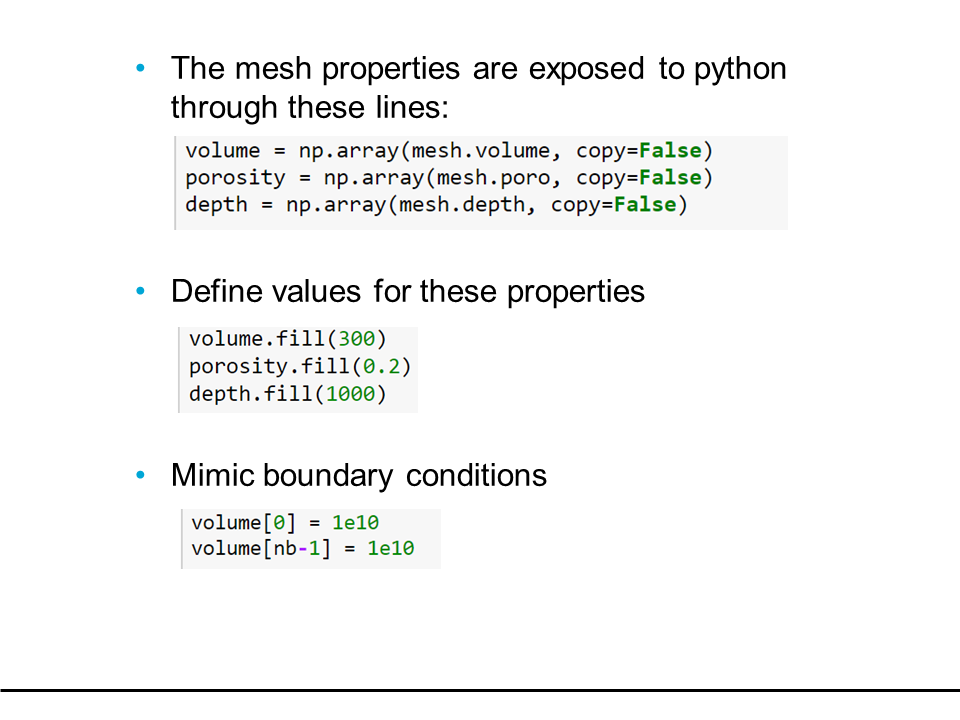 • The mesh properties are exposed to python
through these lines:
volume = np.array(mesh.volume, copy=False)
porosity = np.array(mesh.poro, copy=False)
depth = np.array(mesh.depth, copy=False)
• Define values for these properties
volume.fill(300)
porosity.fill(0.2)
depth.fill(1000)
• Mimic boundary conditions
volume[0] = 1e10
volume[nb-1] = 1e10